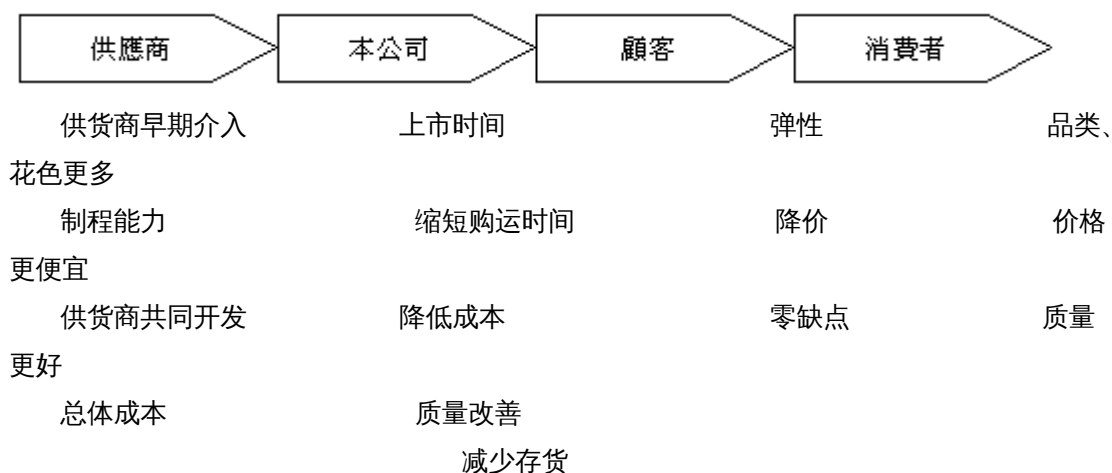 供應商 本公司 顧客 消費者
供货商早期介入 上市时间 弹性 品类、
花色更多
制程能力 缩短购运时间 降价 价格
更便宜
供货商共同开发 降低成本 零缺点 质量
更好
总体成本 质量改善
减少存货